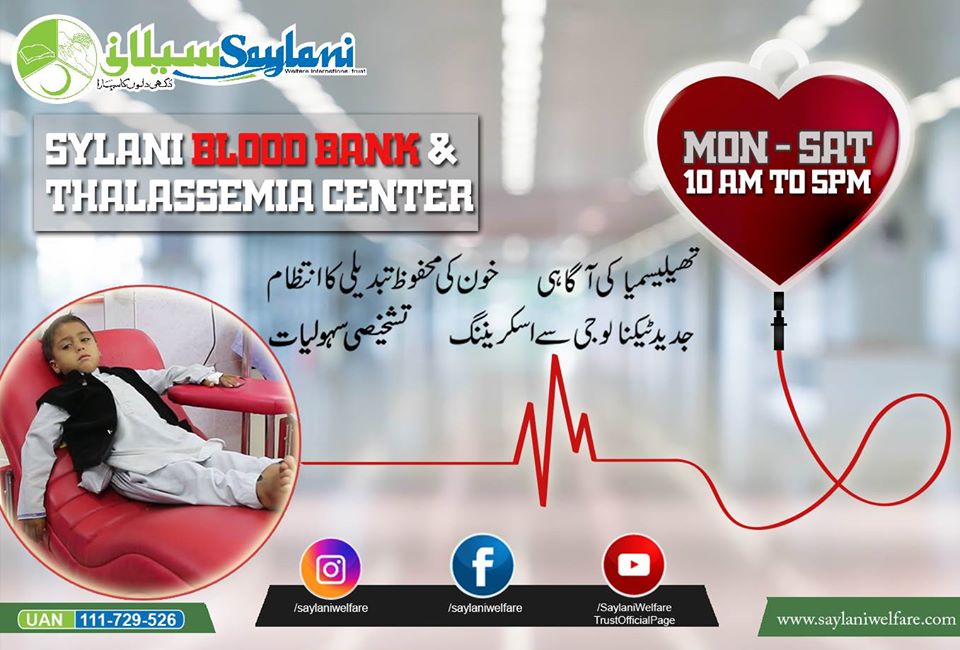 سیلانی Saylani
Welfare International Trust
دُکھی دلوں کا سہارا
SYLANI BLOOD BANK &
THALASSEMIA CENTER
MON - SAT
10 AM TO 5PM
تھیلیسمیا کی آگاہی خون کی محفوظ تبدیلی کا انتظام
جدید ٹیکنالوجی سے اسکریننگ تشخیصی سہولیات
/saylaniwelfare
/saylaniwelfare
/SaylaniWelfare
TrustOfficialPage
UAN 111-729-526
www.saylaniwelfare.com